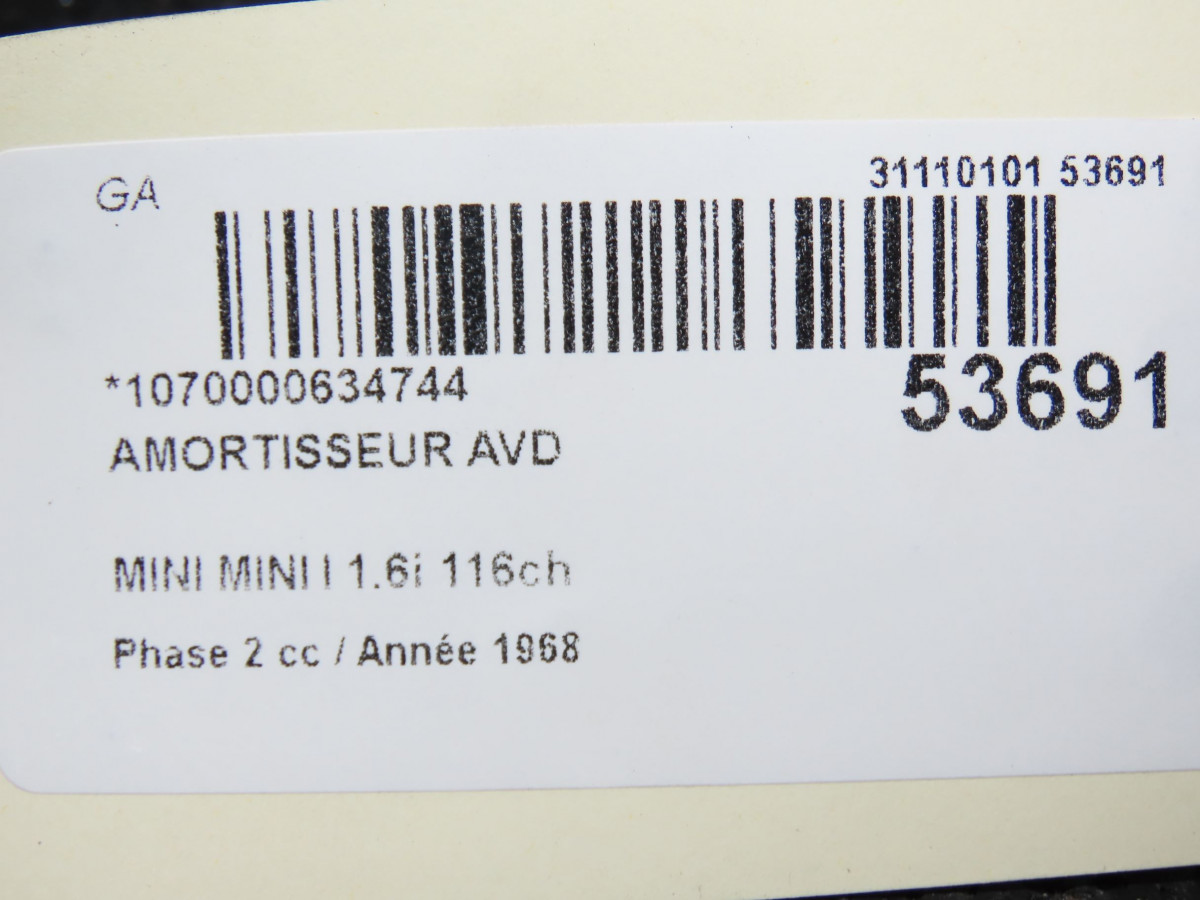 GA
31110101 53691
*1070000634744
53691
AMORTISSEUR AVD
MINI MINI I 1.6i 116ch
Phase 2 cc / Année 1968